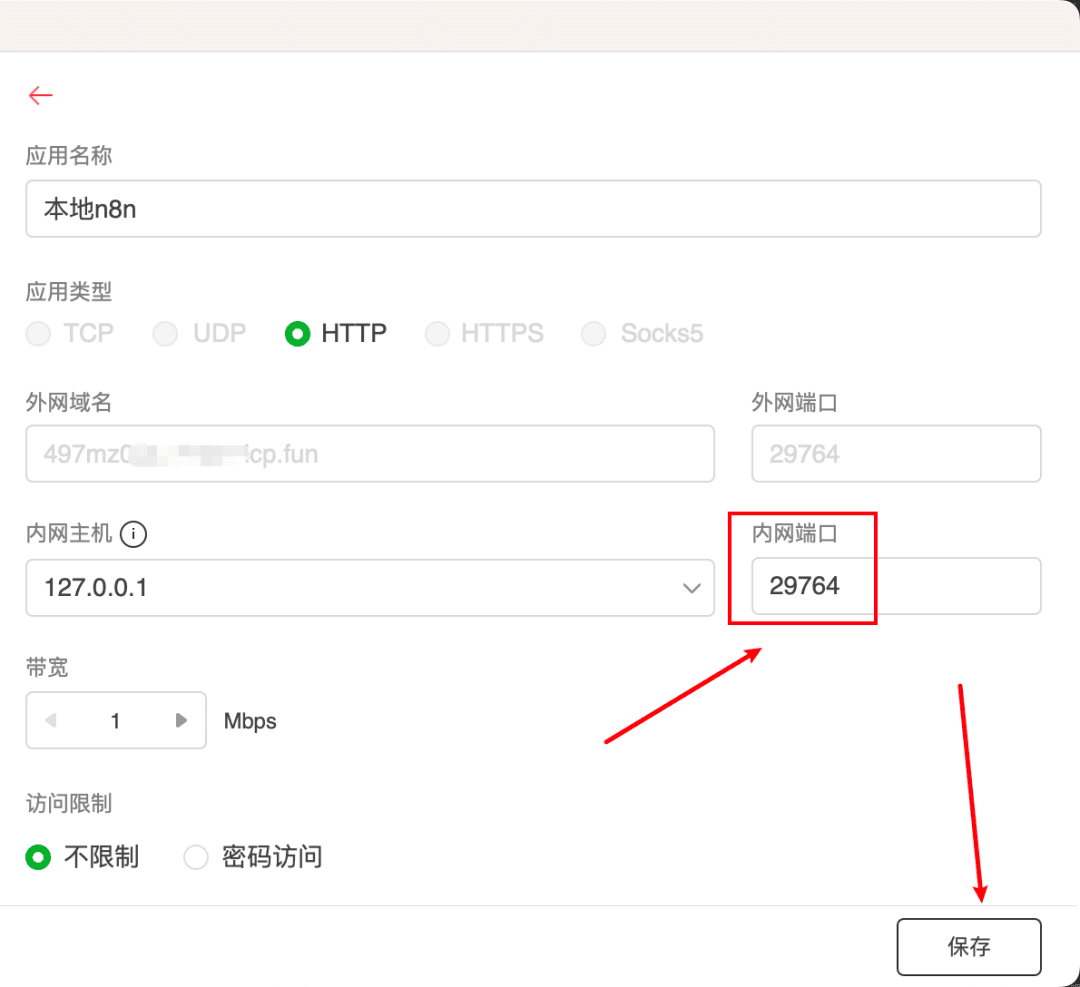 应用名称
本地n8n
应用类型
TCP UDP HTTP HTTPS Socks5
外网域名 外网端口
497mz icp.fun 29764
内网主机 i 内网端口
127.0.0.1 29764
带宽
1 Mbps
访问限制
不限制 密码访问
保存